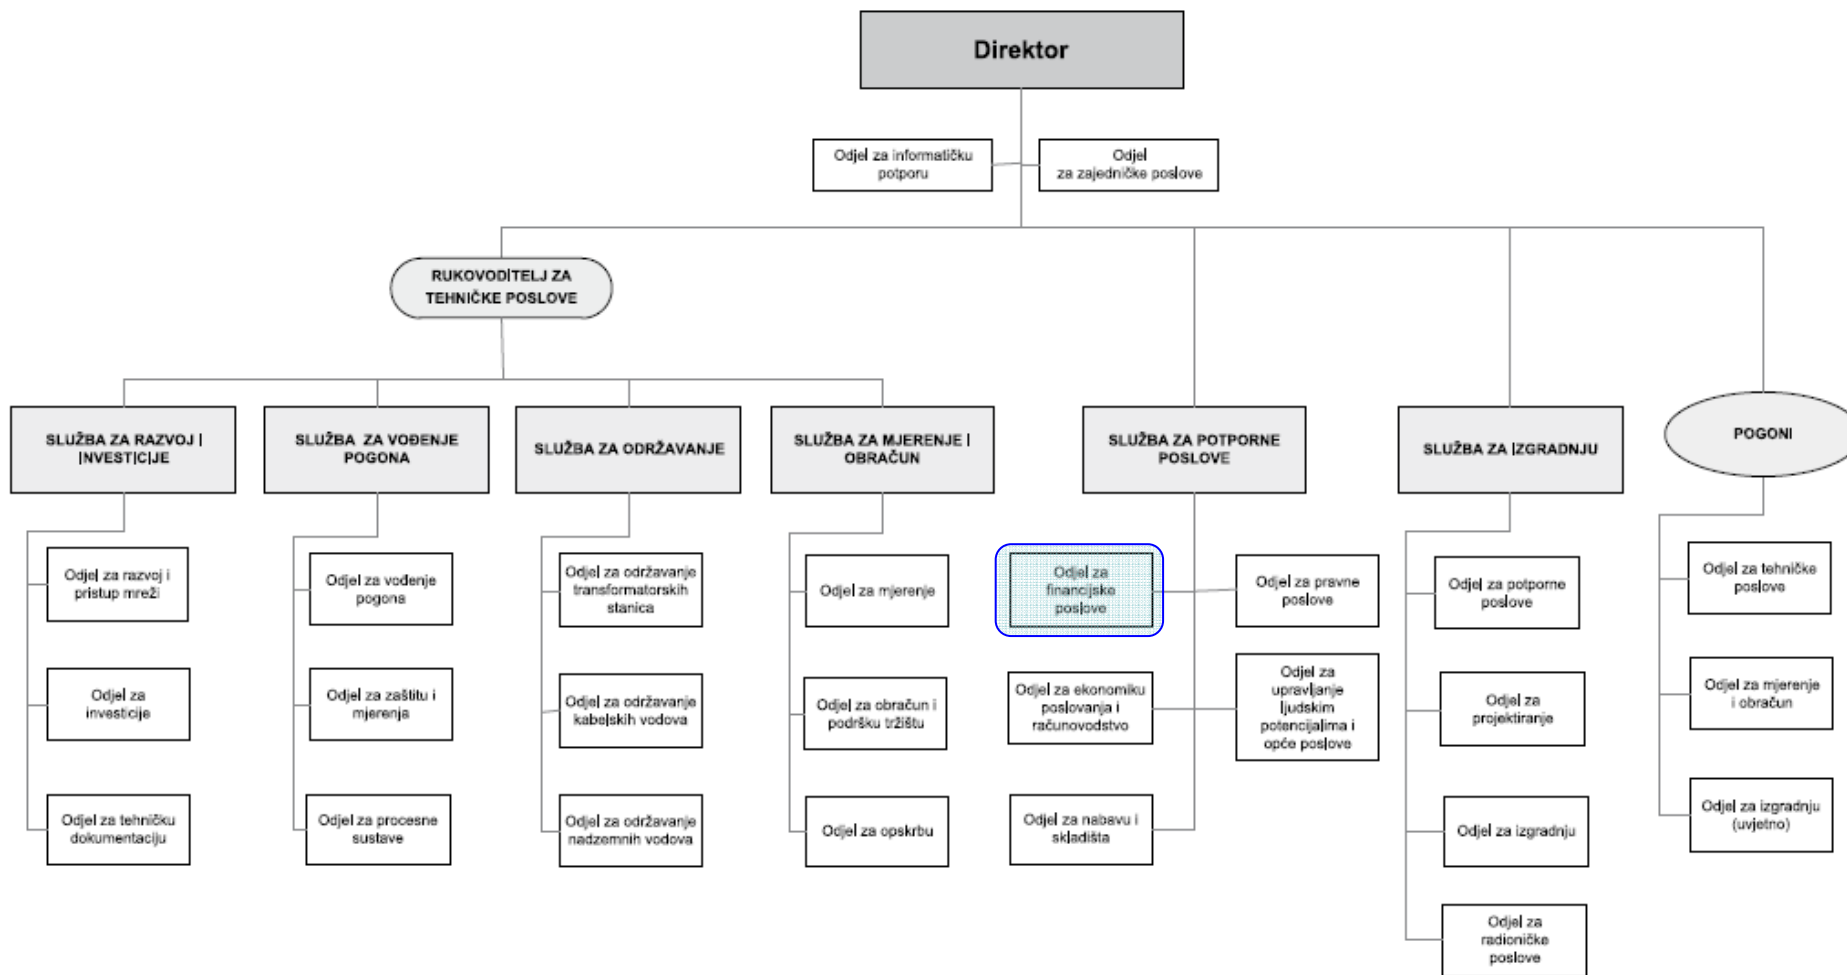 Direktor
Odjel za informatičku
potporu
Odjel
za zajedničke poslove
RUKOVODITELJ ZA
TEHNIČKE POSLOVE
SLUŽBA ZA RAZVOJ I
INVESTICIJE
SLUŽBA ZA VOĐENJE
POGONA
SLUŽBA ZA ODRŽAVANJE
SLUŽBA ZA MJERENJE I
OBRAČUN
SLUŽBA ZA POTPORNE
POSLOVE
SLUŽBA ZA IZGRADNJU
POGONI
Odjel za razvoj i
pristup mreži
Odjel za
investicije
Odjel za tehničku
dokumentaciju
Odjel za vođenje
pogona
Odjel za zaštitu i
mjerenja
Odjel za procesne
sustave
Odjel za održavanje
transformatorskih
stanica
Odjel za održavanje
kabelskih vodova
Odjel za održavanje
nadzemnih vodova
Odjel za mjerenje
Odjel za obračun i
podršku tržištu
Odjel za opskrbu
Odjel za
financijske
poslove
Odjel za ekonomiku
poslovanja i
računovodstvo
Odjel za nabavu i
skladišta
Odjel za pravne
poslove
Odjel za
upravljanje
ljudskim
potencijalima i
opće poslove
Odjel za potporne
poslove
Odjel za
projektiranje
Odjel za izgradnju
Odjel za
radioničke
poslove
Odjel za tehničke
poslove
Odjel za mjerenje
i obračun
Odjel za izgradnju
(uvjetno)